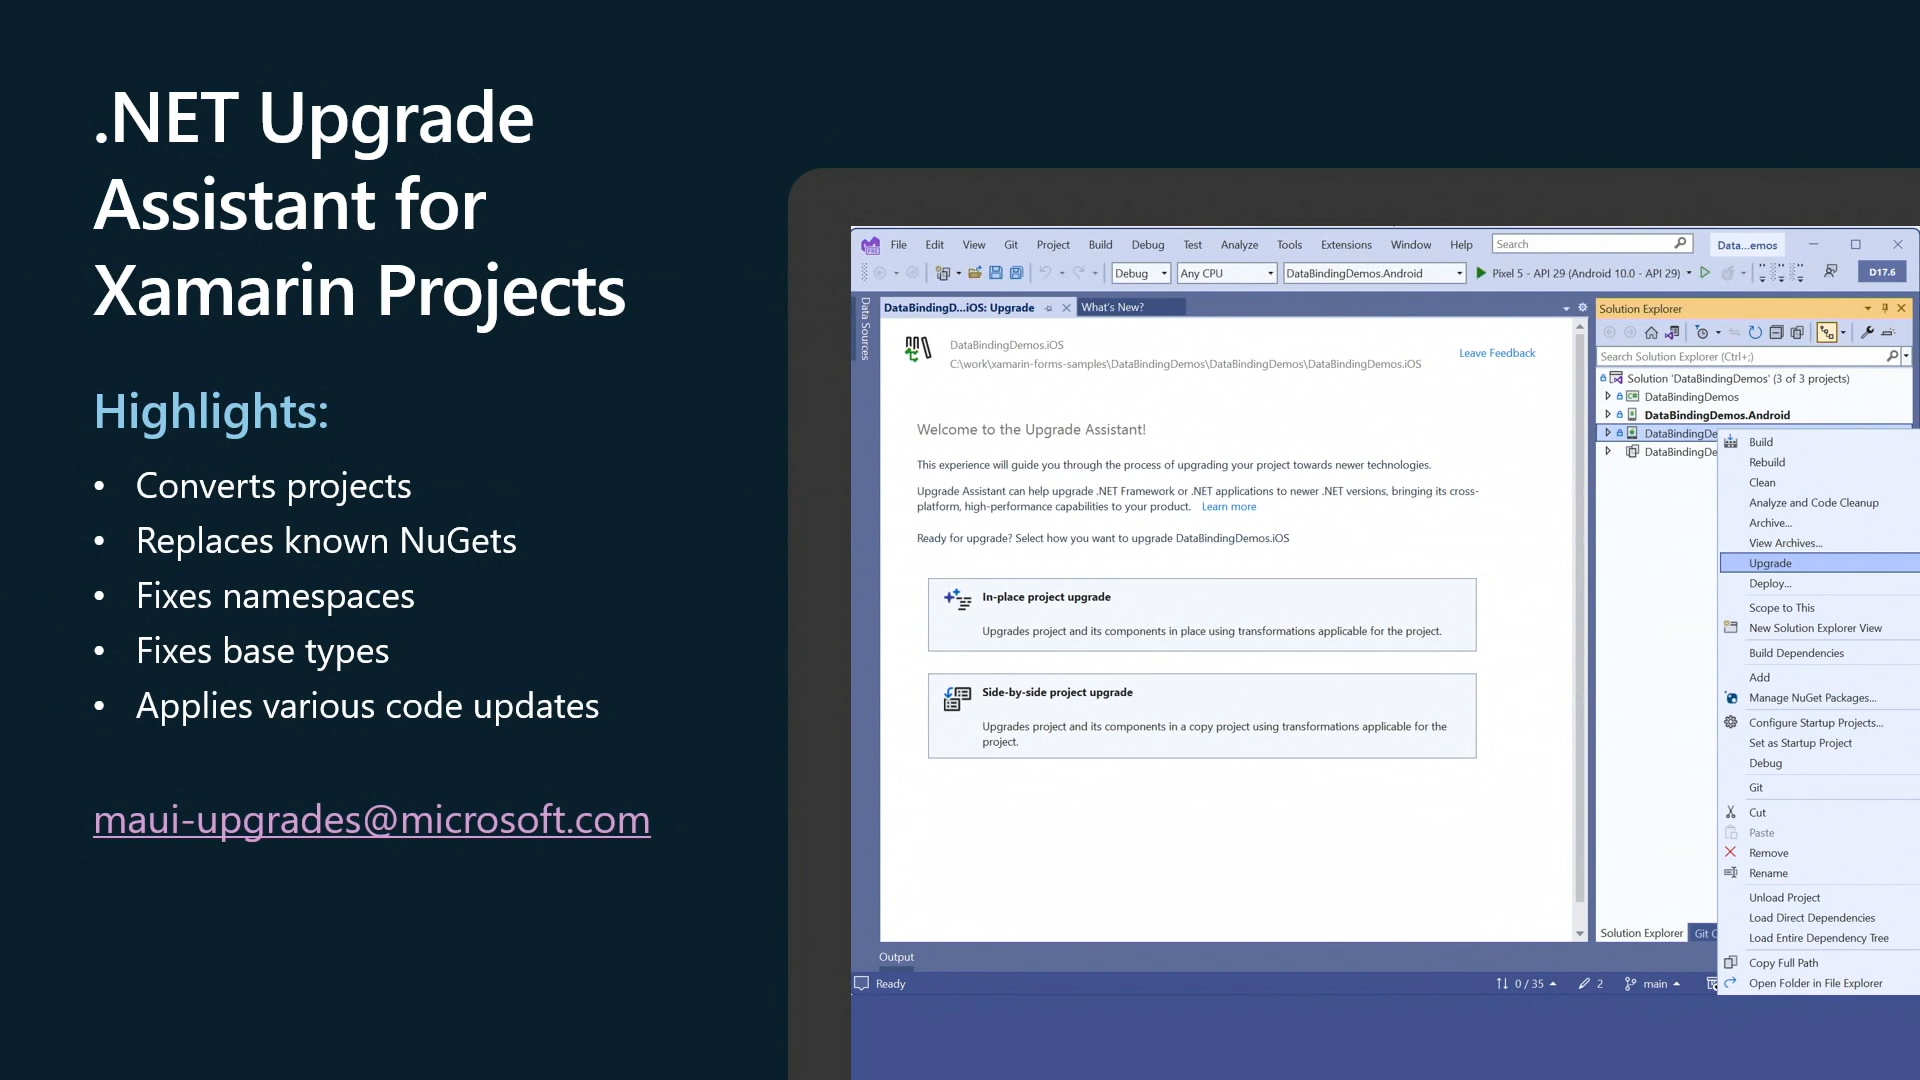 .NET Upgrade
Assistant for
Xamarin Projects
Highlights:
• Converts projects
• Replaces known NuGets
• Fixes namespaces
• Fixes base types
• Applies various code updates
maui-upgrades@microsoft.com
File Edit View Git Project Build Debug Test Analyze Tools Extensions Window Help Search Data...emos
Debug Any CPU DataBindingDemos.Android Pixel 5 - API 29 (Android 10.0 - API 29) D17.6
Data Sources
DataBindingD...iOS: Upgrade What's New?
DataBindingDemos.iOS
C:\work\xamarin-forms-samples\DataBindingDemos\DataBindingDemos\DataBindingDemos.iOS
Leave Feedback
Welcome to the Upgrade Assistant!
This experience will guide you through the process of upgrading your project towards newer technologies.
Upgrade Assistant can help upgrade .NET Framework or .NET applications to newer .NET versions, bringing its cross-
platform, high-performance capabilities to your product. Learn more
Ready for upgrade? Select how you want to upgrade DataBindingDemos.iOS
In-place project upgrade
Upgrades project and its components in place using transformations applicable for the project.
Side-by-side project upgrade
Upgrades project and its components in a copy project using transformations applicable for the
project.
Solution Explorer
Search Solution Explorer (Ctrl+;)
Solution 'DataBindingDemos' (3 of 3 projects)
DataBindingDemos
DataBindingDemos.Android
DataBindingDe
DataBindingDe
Build
Rebuild
Clean
Analyze and Code Cleanup
Archive...
View Archives...
Upgrade
Deploy...
Scope to This
New Solution Explorer View
Build Dependencies
Add
Manage NuGet Packages...
Configure Startup Projects...
Set as Startup Project
Debug
Git
Cut
Paste
Remove
Rename
Unload Project
Load Direct Dependencies
Load Entire Dependency Tree
Copy Full Path
Open Folder in File Explorer
Solution Explorer Git C
Output
Ready 0 / 35 2 main